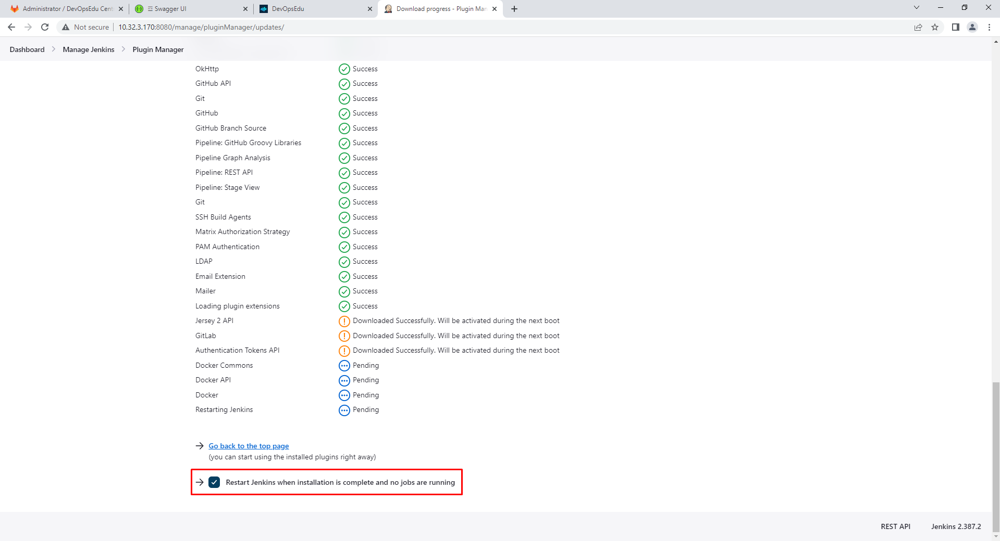 Administrator / DevOpsEdu Cent
Swagger UI
DevOpsEdu
Download progress - Plugin Man
Not secure
10.32.3.170:8080/manage/pluginManager/updates/
Dashboard
Manage Jenkins
Plugin Manager
OkHttp Success
GitHub API Success
Git Success
GitHub Success
GitHub Branch Source Success
Pipeline: GitHub Groovy Libraries Success
Pipeline Graph Analysis Success
Pipeline: REST API Success
Pipeline: Stage View Success
Git Success
SSH Build Agents Success
Matrix Authorization Strategy Success
PAM Authentication Success
LDAP Success
Email Extension Success
Mailer Success
Loading plugin extensions Success
Jersey 2 API Downloaded Successfully. Will be activated during the next boot
GitLab Downloaded Successfully. Will be activated during the next boot
Authentication Tokens API Downloaded Successfully. Will be activated during the next boot
Docker Commons Pending
Docker API Pending
Docker Pending
Restarting Jenkins Pending
Go back to the top page
(you can start using the installed plugins right away)
Restart Jenkins when installation is complete and no jobs are running
REST API
Jenkins 2.387.2